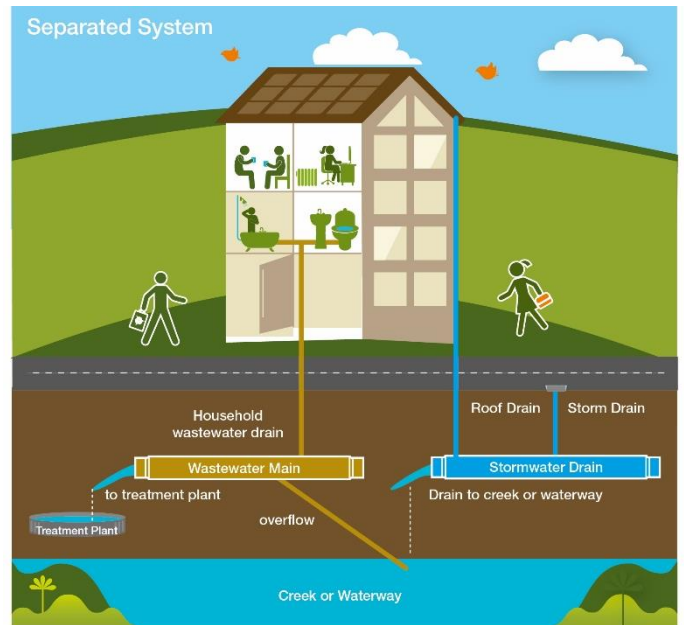 Separated System
Household
wastewater drain
Roof Drain
Storm Drain
Wastewater Main
Stormwater Drain
to treatment plant
Drain to creek or waterway
overflow
Treatment Plant
Creek or Waterway